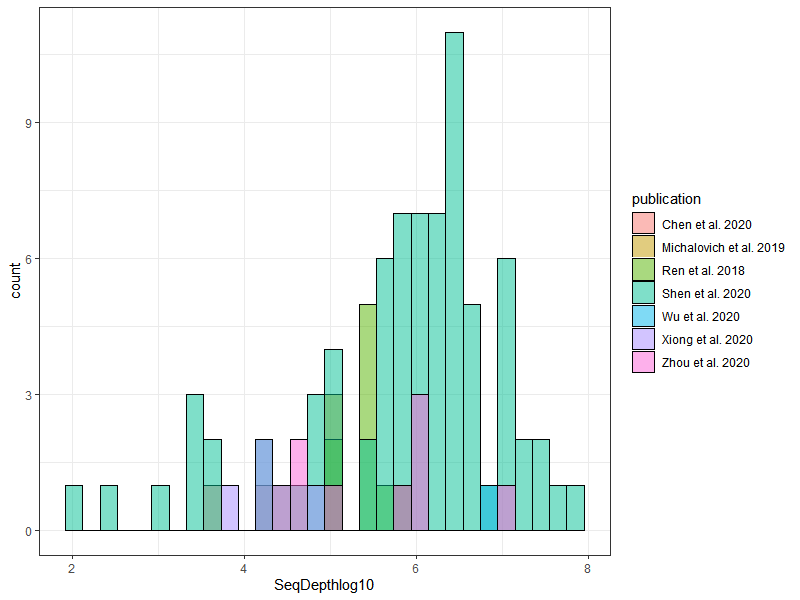 9
6
3
0
2 4 6 8
SeqDepthlog10
count
publication
Chen et al. 2020
Michalovich et al. 2019
Ren et al. 2018
Shen et al. 2020
Wu et al. 2020
Xiong et al. 2020
Zhou et al. 2020